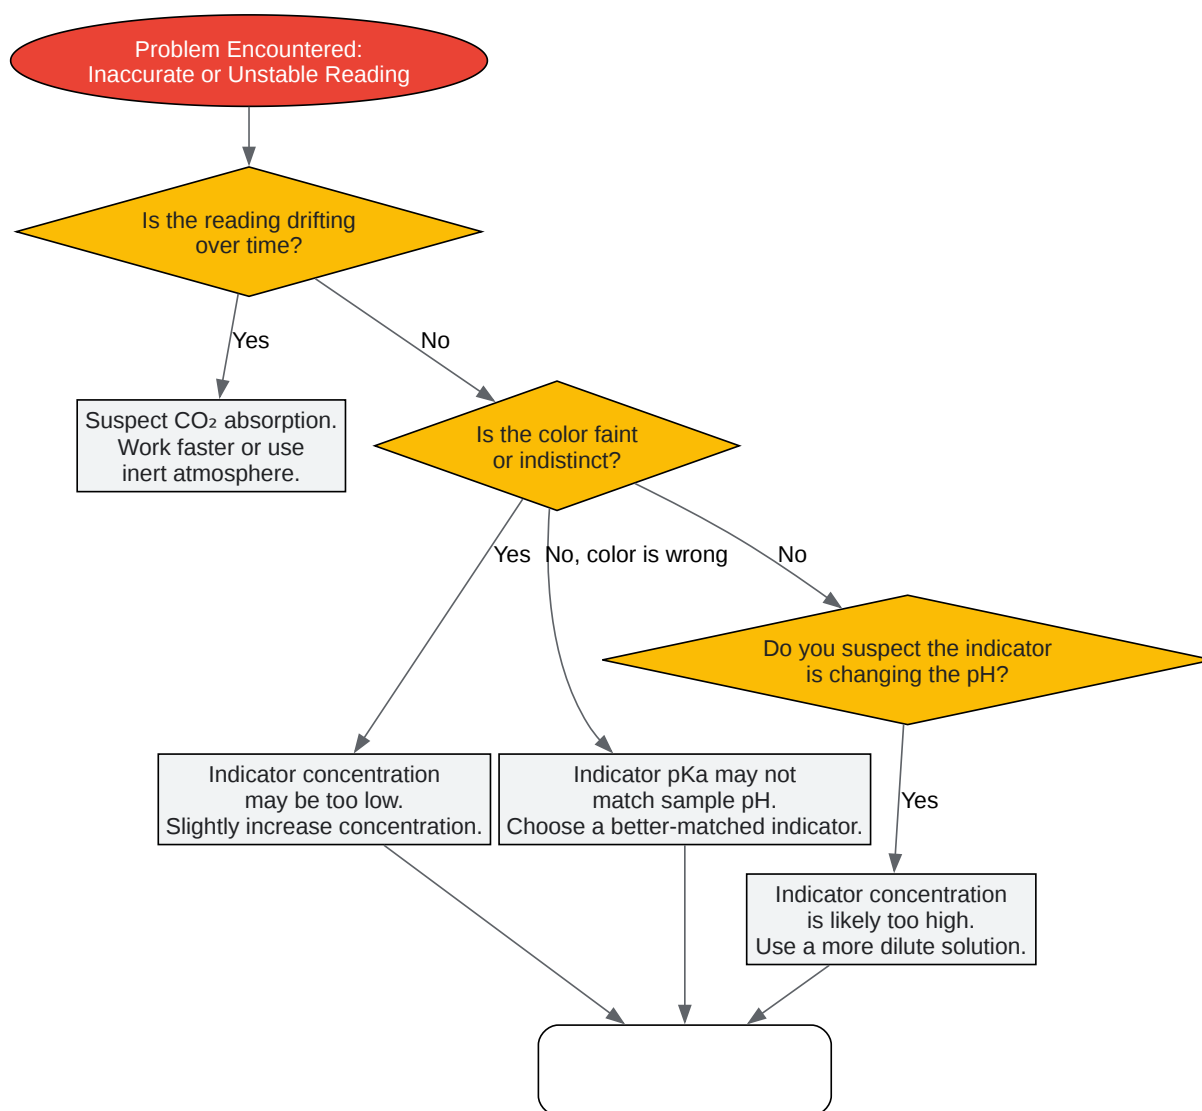 Problem Encountered:
Inaccurate or Unstable Reading
Is the reading drifting
over time?
Yes
No
Suspect CO₂ absorption.
Work faster or use
inert atmosphere.
Is the color faint
or indistinct?
Yes
No, color is wrong
No
Do you suspect the indicator
is changing the pH?
Indicator concentration
may be too low.
Slightly increase concentration.
Indicator pKa may not
match sample pH.
Choose a better-matched indicator.
Yes
Indicator concentration
is likely too high.
Use a more dilute solution.